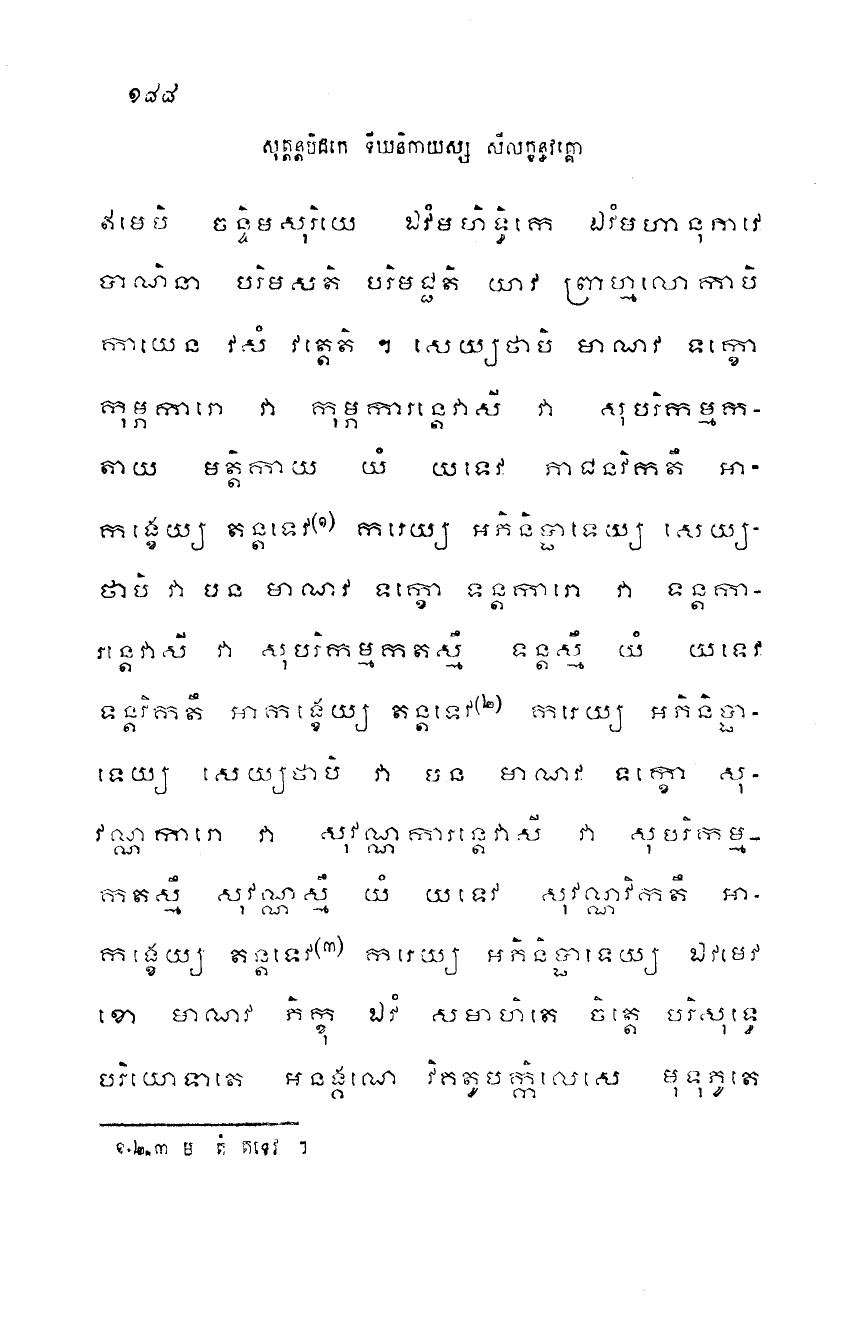 ១៨៨
សុត្តន្តបិដកេ ទីឃនិកាយស្ស សីលក្ខន្ធវគ្គោ
ឥមេបិ ចន្ទិមសុរិយេ ឯវំមហិទ្ធិកេ ឯវំមហានុភាវេ
បាណិនា បរិមសតិ បរិមជ្ជតិ យាវ ព្រាហ្មលោកាបិ
កាយេន វសំ វត្តេតិ ។ សេយ្យថាបិ មាណវ ទក្ខោ
កុម្ភការោ វា កុម្ភការន្តេវាសី វា សុបរិកម្មក-
តាយ មត្តិកាយ យំ យទេវ ភាជនវិកតឹ អា-
កង្ខេយ្យ តន្តទេវ(១) ករេយ្យ អភិនិប្ផាទេយ្យ សេយ្យ-
ថាបិ វា បន មាណវ ទក្ខោ ទន្តការោ វា ទន្តកា-
រន្តេវាសី វា សុបរិកម្មកតស្មឹ ទន្តស្មឹ យំ យទេវ
ទន្តវិកតឹ អាកង្ខេយ្យ តន្តទេវ(២) ករេយ្យ អភិនិប្ផា-
ទេយ្យ សេយ្យថាបិ វា បន មាណវ ទក្ខោ សុ-
វណ្ណការោ វា សុវណ្ណការន្តេវាសី វា សុបរិកម្ម-
កតស្មឹ សុវណ្ណស្មឹ យំ យទេវ សុវណ្ណវិកតឹ អា-
កង្ខេយ្យ តន្តទេវ(៣) ករេយ្យ អភិនិប្ផាទេយ្យ ឯវមេវ
ខោ មាណវ ភិក្ខុ ឯវំ សមាហិតេ ចិត្តេ បរិសុទ្ធេ
បរិយោទាតេ អនង្គណេ វិគតូបក្កិលេសេ មុទុភូតេ
១.២.៣ ម តំ តទេវ ។